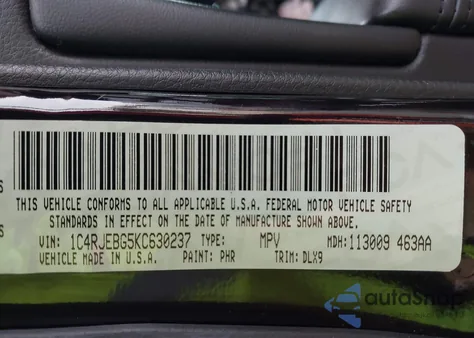 THIS VEHICLE CONFORMS TO ALL APPLICABLE U.S.A. FEDERAL MOTOR VEHICLE SAFETY
STANDARDS IN EFFECT ON THE DATE OF MANUFACTURE SHOWN ABOVE.
VIN: 1C4RJEBG5KC630237 TYPE: MPV MDH: 113009 463AA
VEHICLE MADE IN U.S.A. PAINT: PHR TRIM: DLX9
autoShop